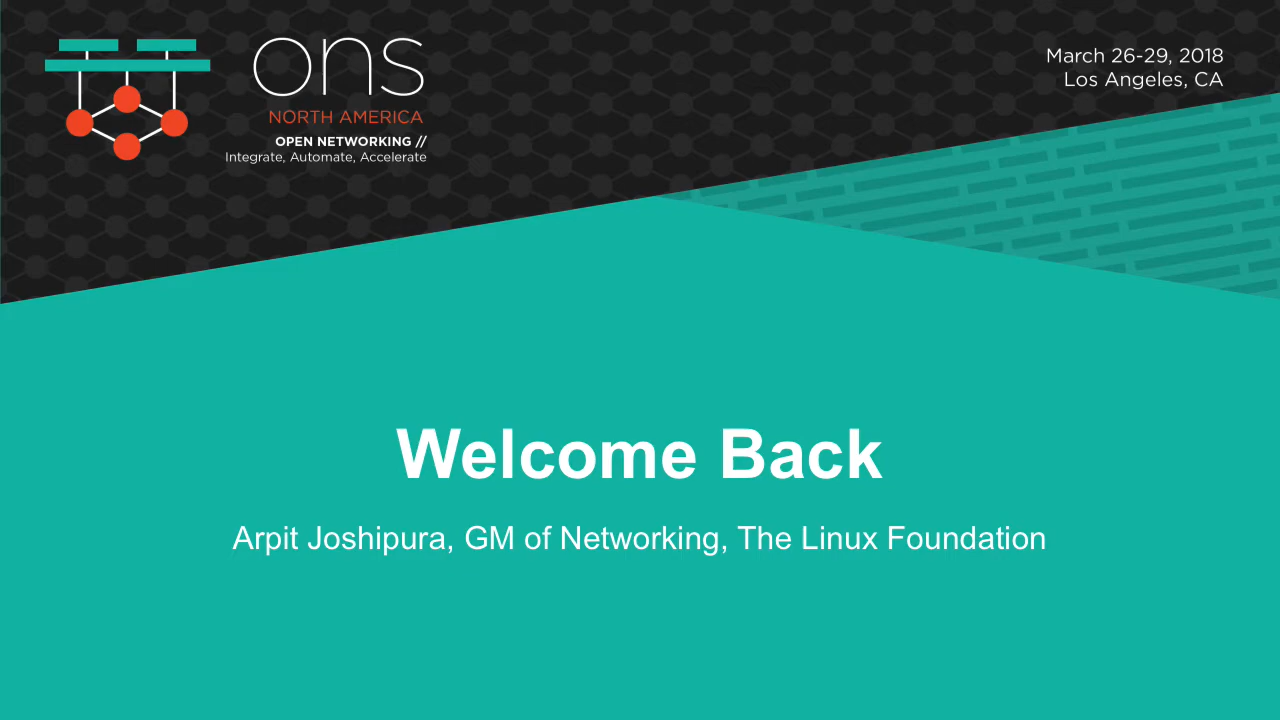 ons
NORTH AMERICA
OPEN NETWORKING //
Integrate, Automate, Accelerate
March 26-29, 2018
Los Angeles, CA
Welcome Back
Arpit Joshipura, GM of Networking, The Linux Foundation